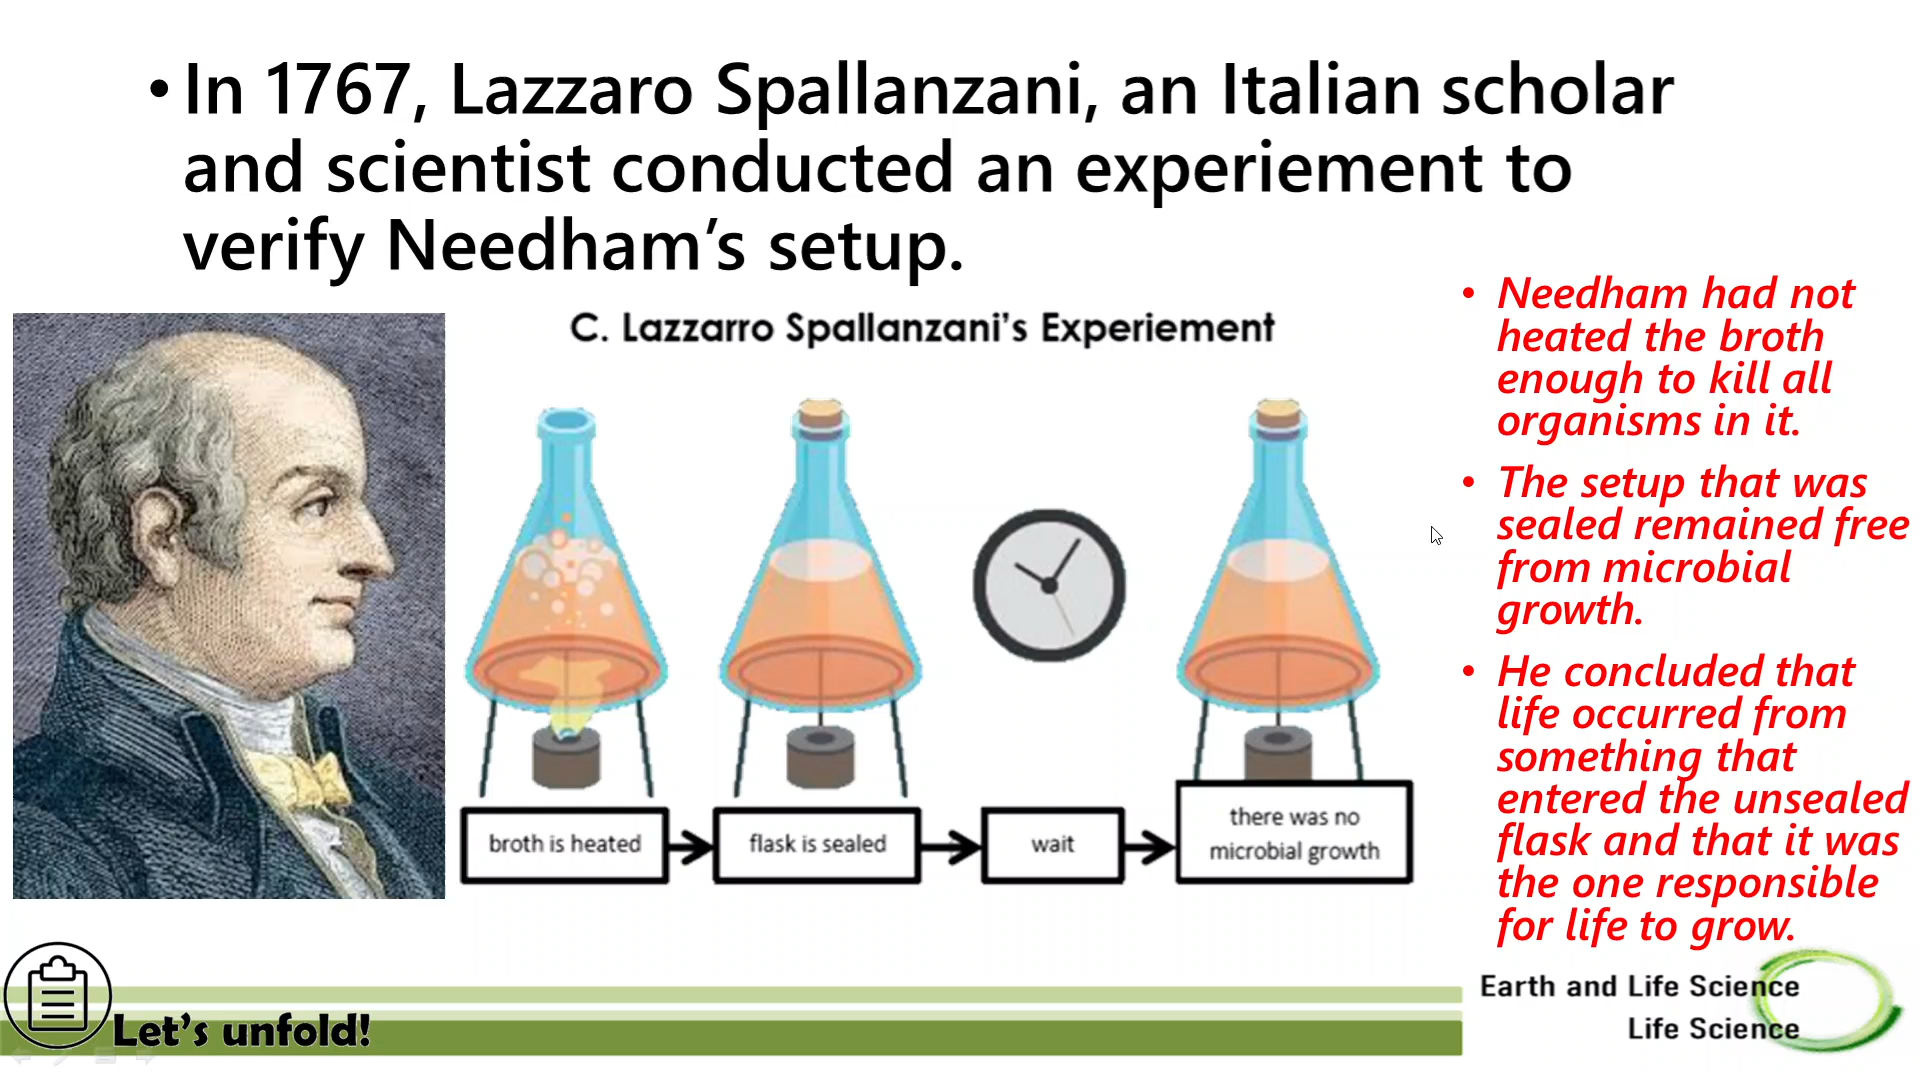 • In 1767, Lazzaro Spallanzani, an Italian scholar
and scientist conducted an experiement to
verify Needham’s setup.
C. Lazzarro Spallanzani’s Experiement
broth is heated
flask is sealed
wait
there was no
microbial growth
• Needham had not
heated the broth
enough to kill all
organisms in it.
• The setup that was
sealed remained free
from microbial
growth.
• He concluded that
life occurred from
something that
entered the unsealed
flask and that it was
the one responsible
for life to grow.
Let’s unfold!
Earth and Life Science
Life Science